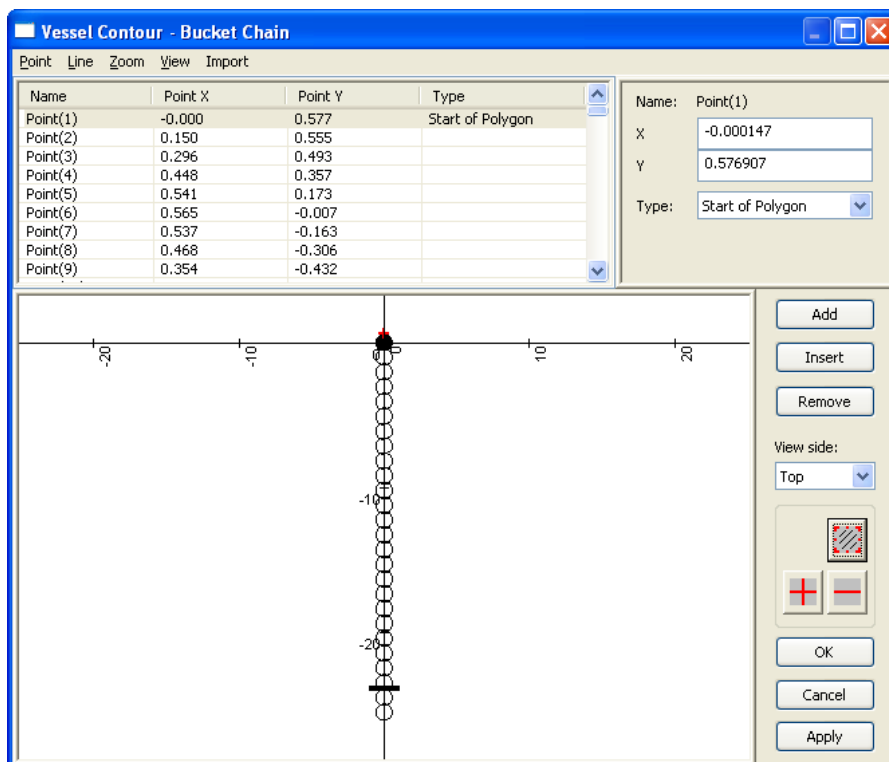 Vessel Contour - Bucket Chain
Point Line Zoom View Import
Name Point X Point Y Type
Point(1) -0.000 0.577 Start of Polygon
Point(2) 0.150 0.555
Point(3) 0.296 0.493
Point(4) 0.448 0.357
Point(5) 0.541 0.173
Point(6) 0.565 -0.007
Point(7) 0.537 -0.163
Point(8) 0.468 -0.306
Point(9) 0.354 -0.432
Name: Point(1)
X -0.000147
Y 0.576907
Type: Start of Polygon
-20
-10
10
20
-10
-20
Add
Insert
Remove
View side:
Top
OK
Cancel
Apply